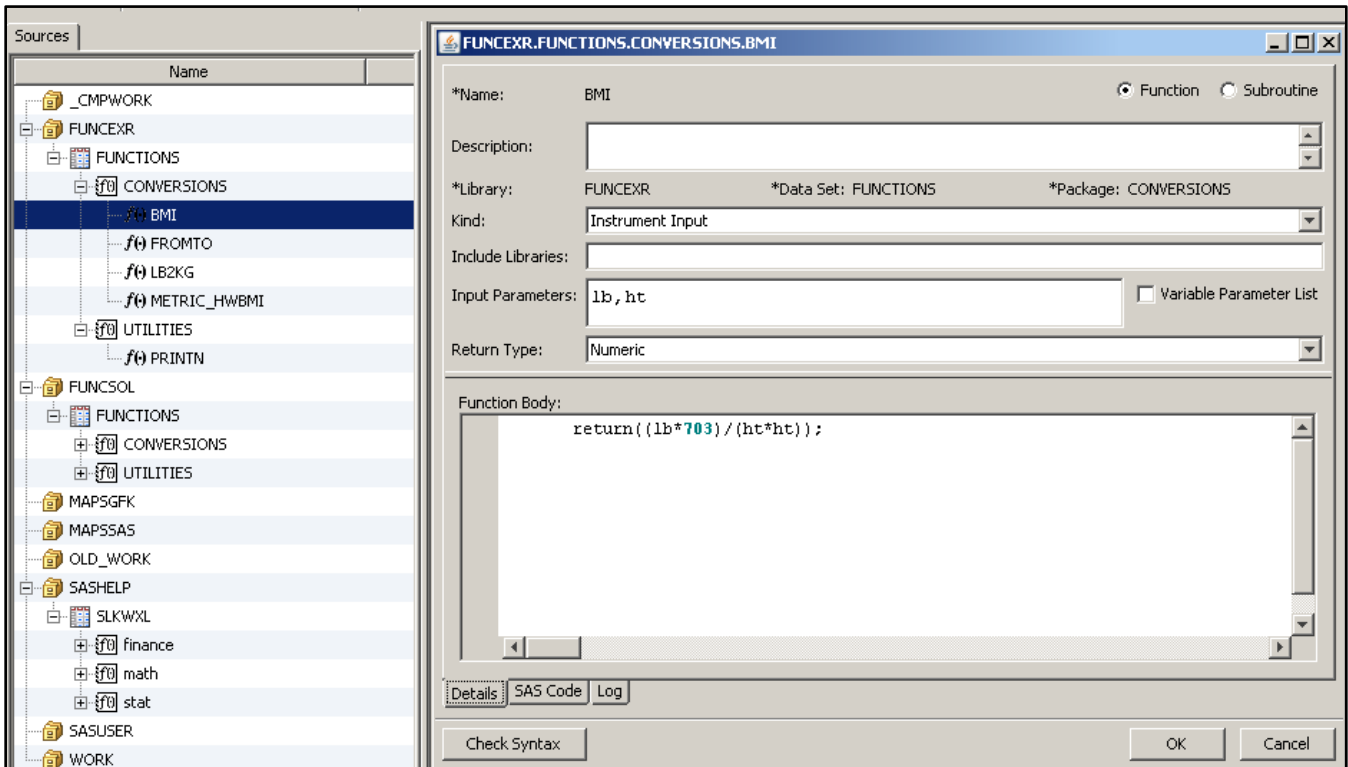 Sources
Name
_CMPWORK
FUNCEXR
FUNCTIONS
CONVERSIONS
BMI
FROMTO
LB2KG
METRIC_HWBMI
UTILITIES
PRINTN
FUNCSOL
FUNCTIONS
CONVERSIONS
UTILITIES
MAPSGFK
MAPSSAS
OLD_WORK
SASHELP
SLKWXL
finance
math
stat
SASUSER
WORK
FUNCEXR.FUNCTIONS.CONVERSIONS.BMI
*Name: BMI Function Subroutine
Description:
*Library: FUNCEXR *Data Set: FUNCTIONS *Package: CONVERSIONS
Kind: Instrument Input
Include Libraries:
Input Parameters: lb,ht Variable Parameter List
Return Type: Numeric
Function Body:
return((lb*703)/(ht*ht));
Details SAS Code Log
Check Syntax OK Cancel